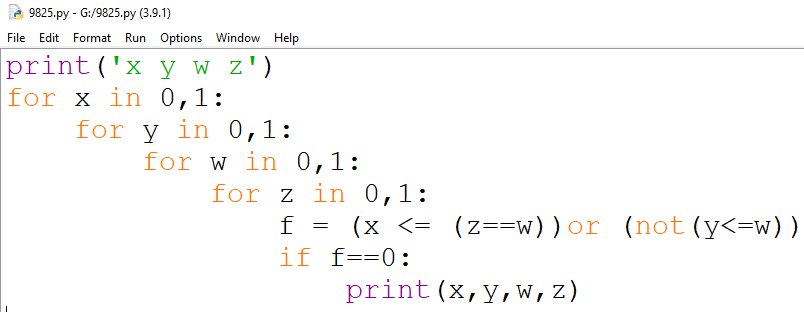 9825.py - G:/9825.py (3.9.1)
File Edit Format Run Options Window Help
print('x y w z')
for x in 0,1:
    for y in 0,1:
        for w in 0,1:
            for z in 0,1:
                f = (x <= (z==w))or (not(y<=w))
                if f==0:
                    print(x,y,w,z)